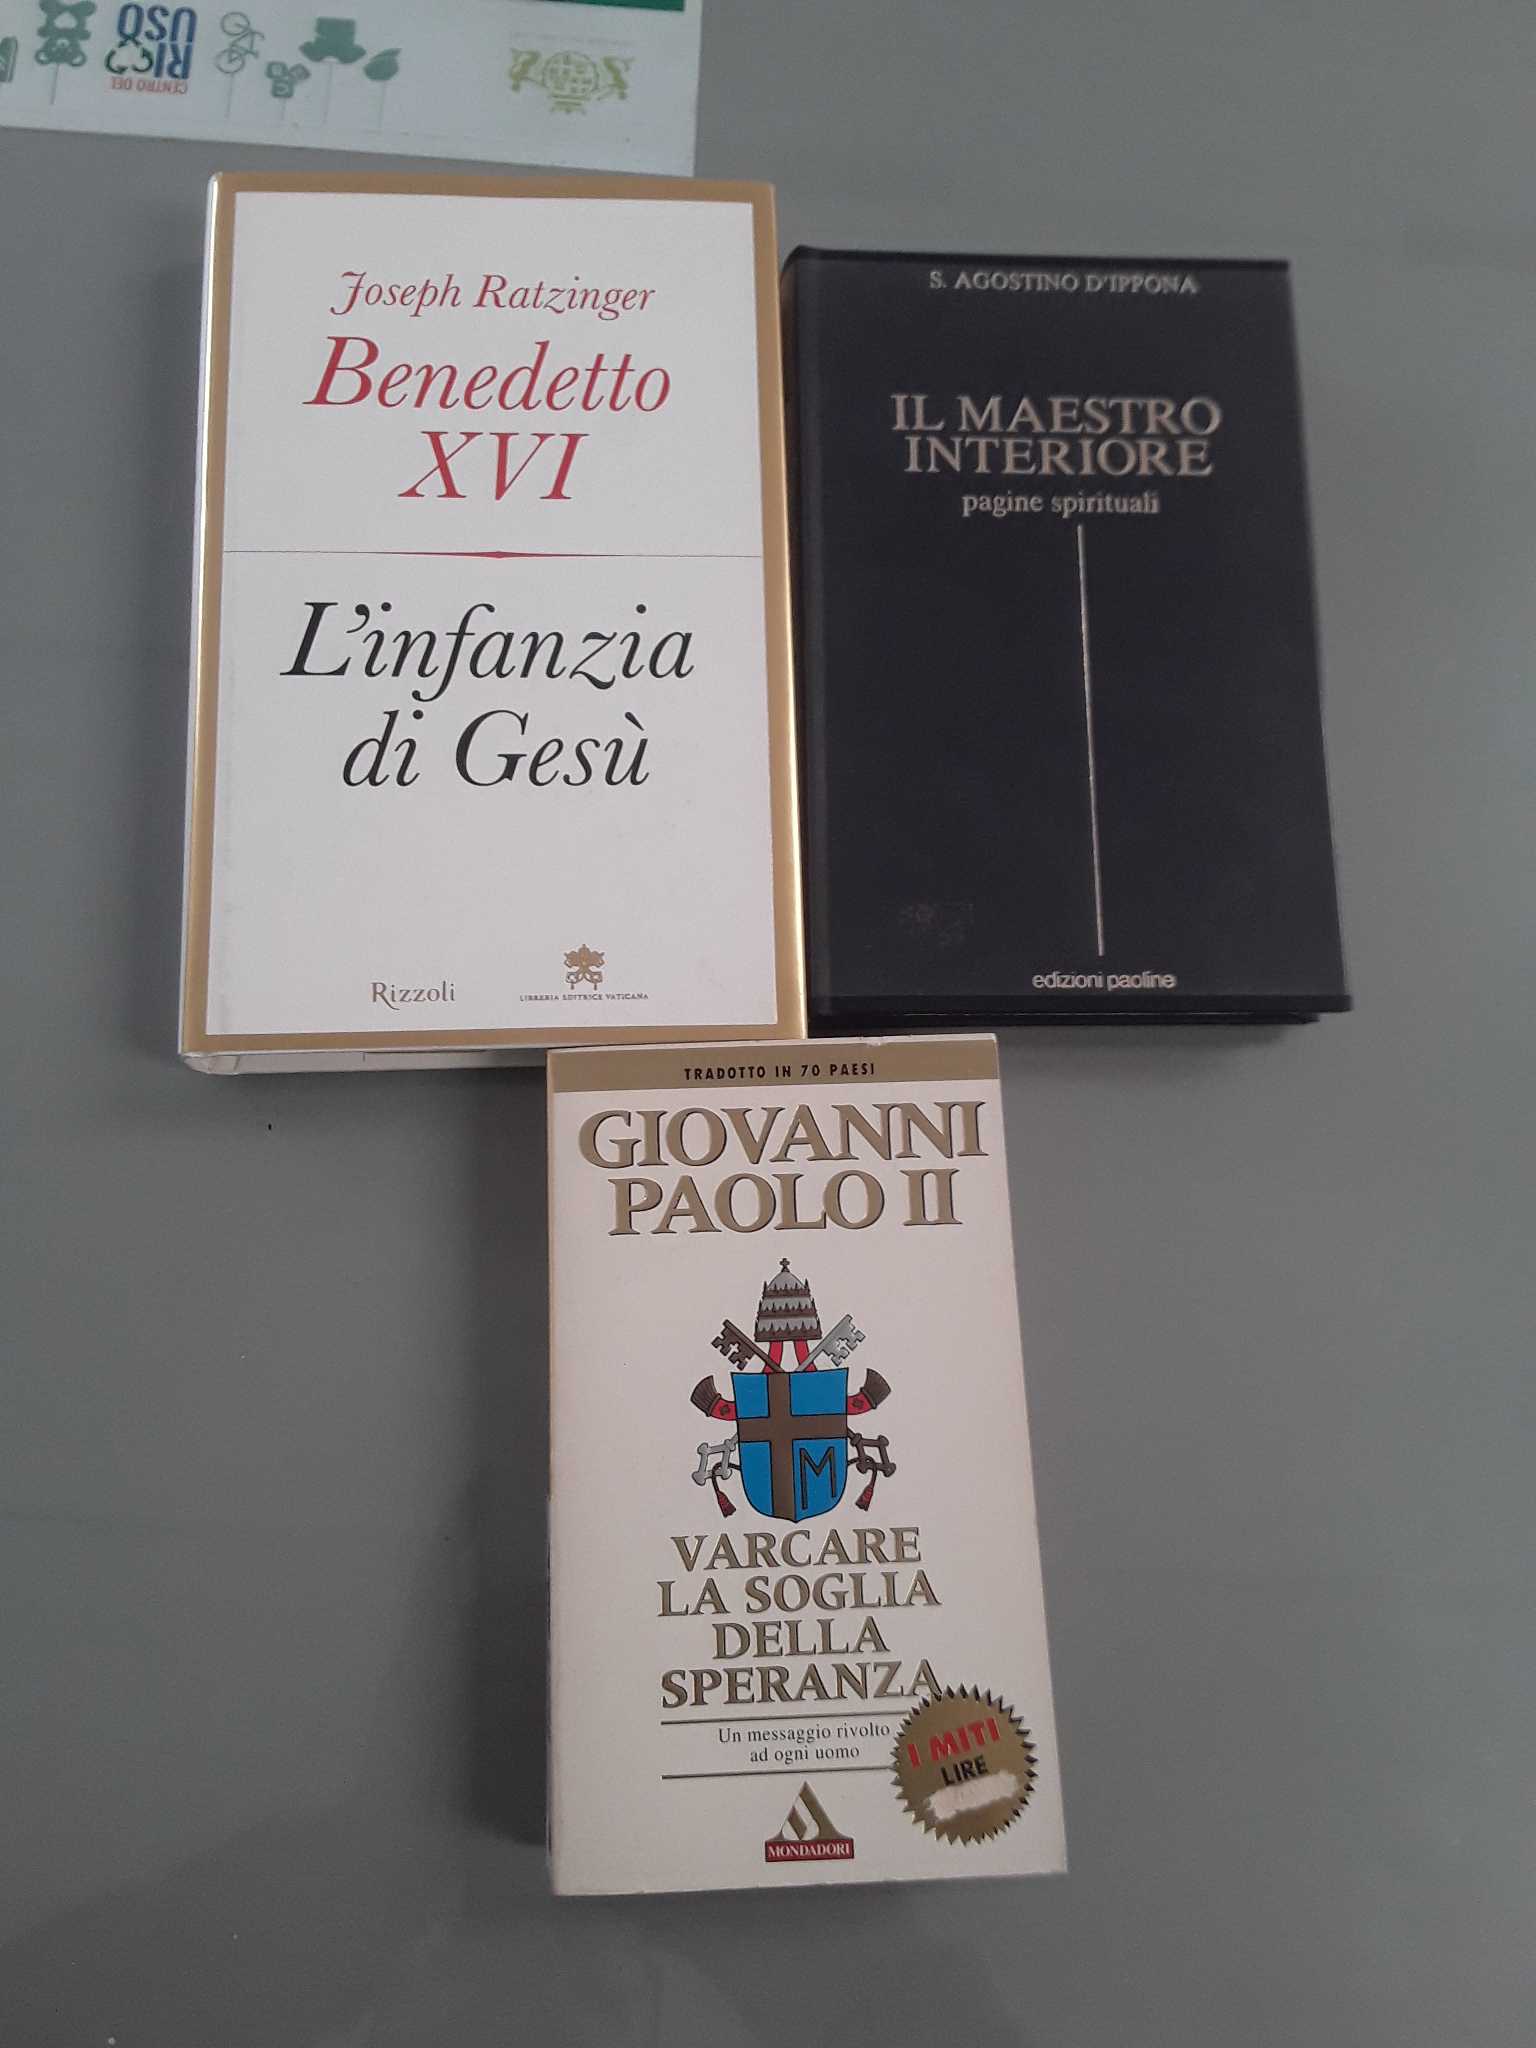 CENTRO DEL
RI
USO
Joseph Ratzinger
Benedetto
XVI
L'infanzia
di Gesù
Rizzoli
LIBRERIA EDITRICE VATICANA
S. AGOSTINO D'IPPONA
IL MAESTRO
INTERIORE
pagine spirituali
edizioni paoline
TRADOTTO IN 70 PAESI
GIOVANNI
PAOLO II
M
VARCARE
LA SOGLIA
DELLA
SPERANZA
Un messaggio rivolto
ad ogni uomo
I MITI
LIRE
MONDADORI